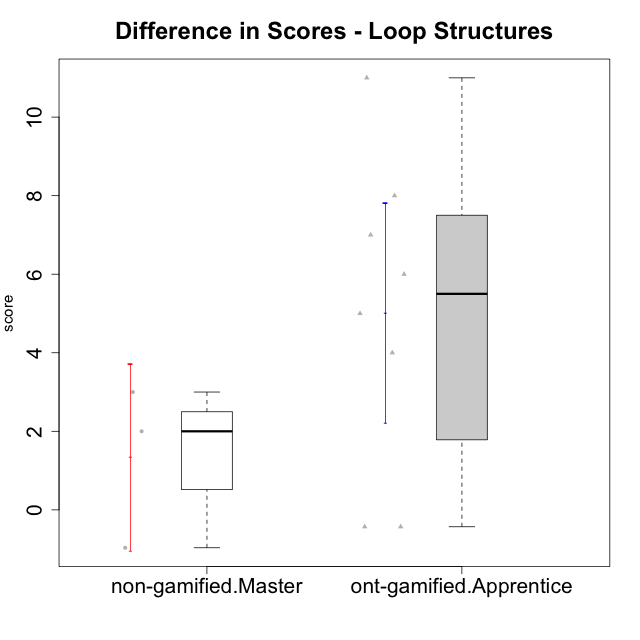 Difference in Scores - Loop Structures
10
8
6
4
2
0
score
non-gamified.Master
ont-gamified.Apprentice